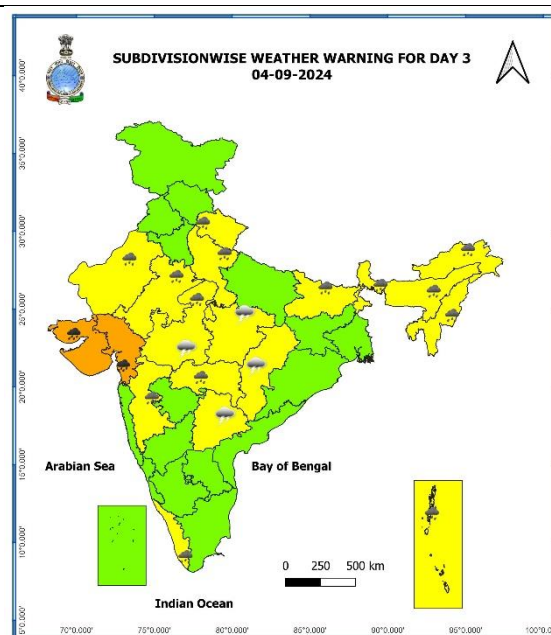 SUBDIVISIONWISE WEATHER WARNING FOR DAY 3
04-09-2024
40°0.000'
35°0.000'
30°0.000'
25°0.000'
20°0.000'
15°0.000'
10°0.000'
5°0.000'
Arabian Sea
Bay of Bengal
0 250 500 km
Indian Ocean
70°0.000' 75°0.000' 80°0.000' 85°0.000' 90°0.000' 95°0.000' 100°0.000'